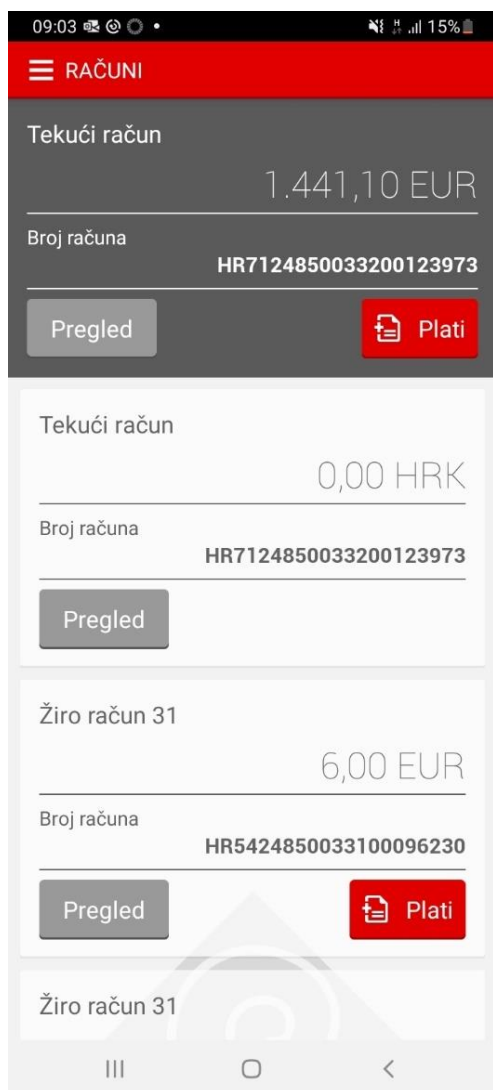 09:03
15%
RAČUNI
Tekući račun
1.441,10 EUR
Broj računa
HR7124850033200123973
Pregled
Plati
Tekući račun
0,00 HRK
Broj računa
HR7124850033200123973
Pregled
Žiro račun 31
6,00 EUR
Broj računa
HR5424850033100096230
Pregled
Plati
Žiro račun 31